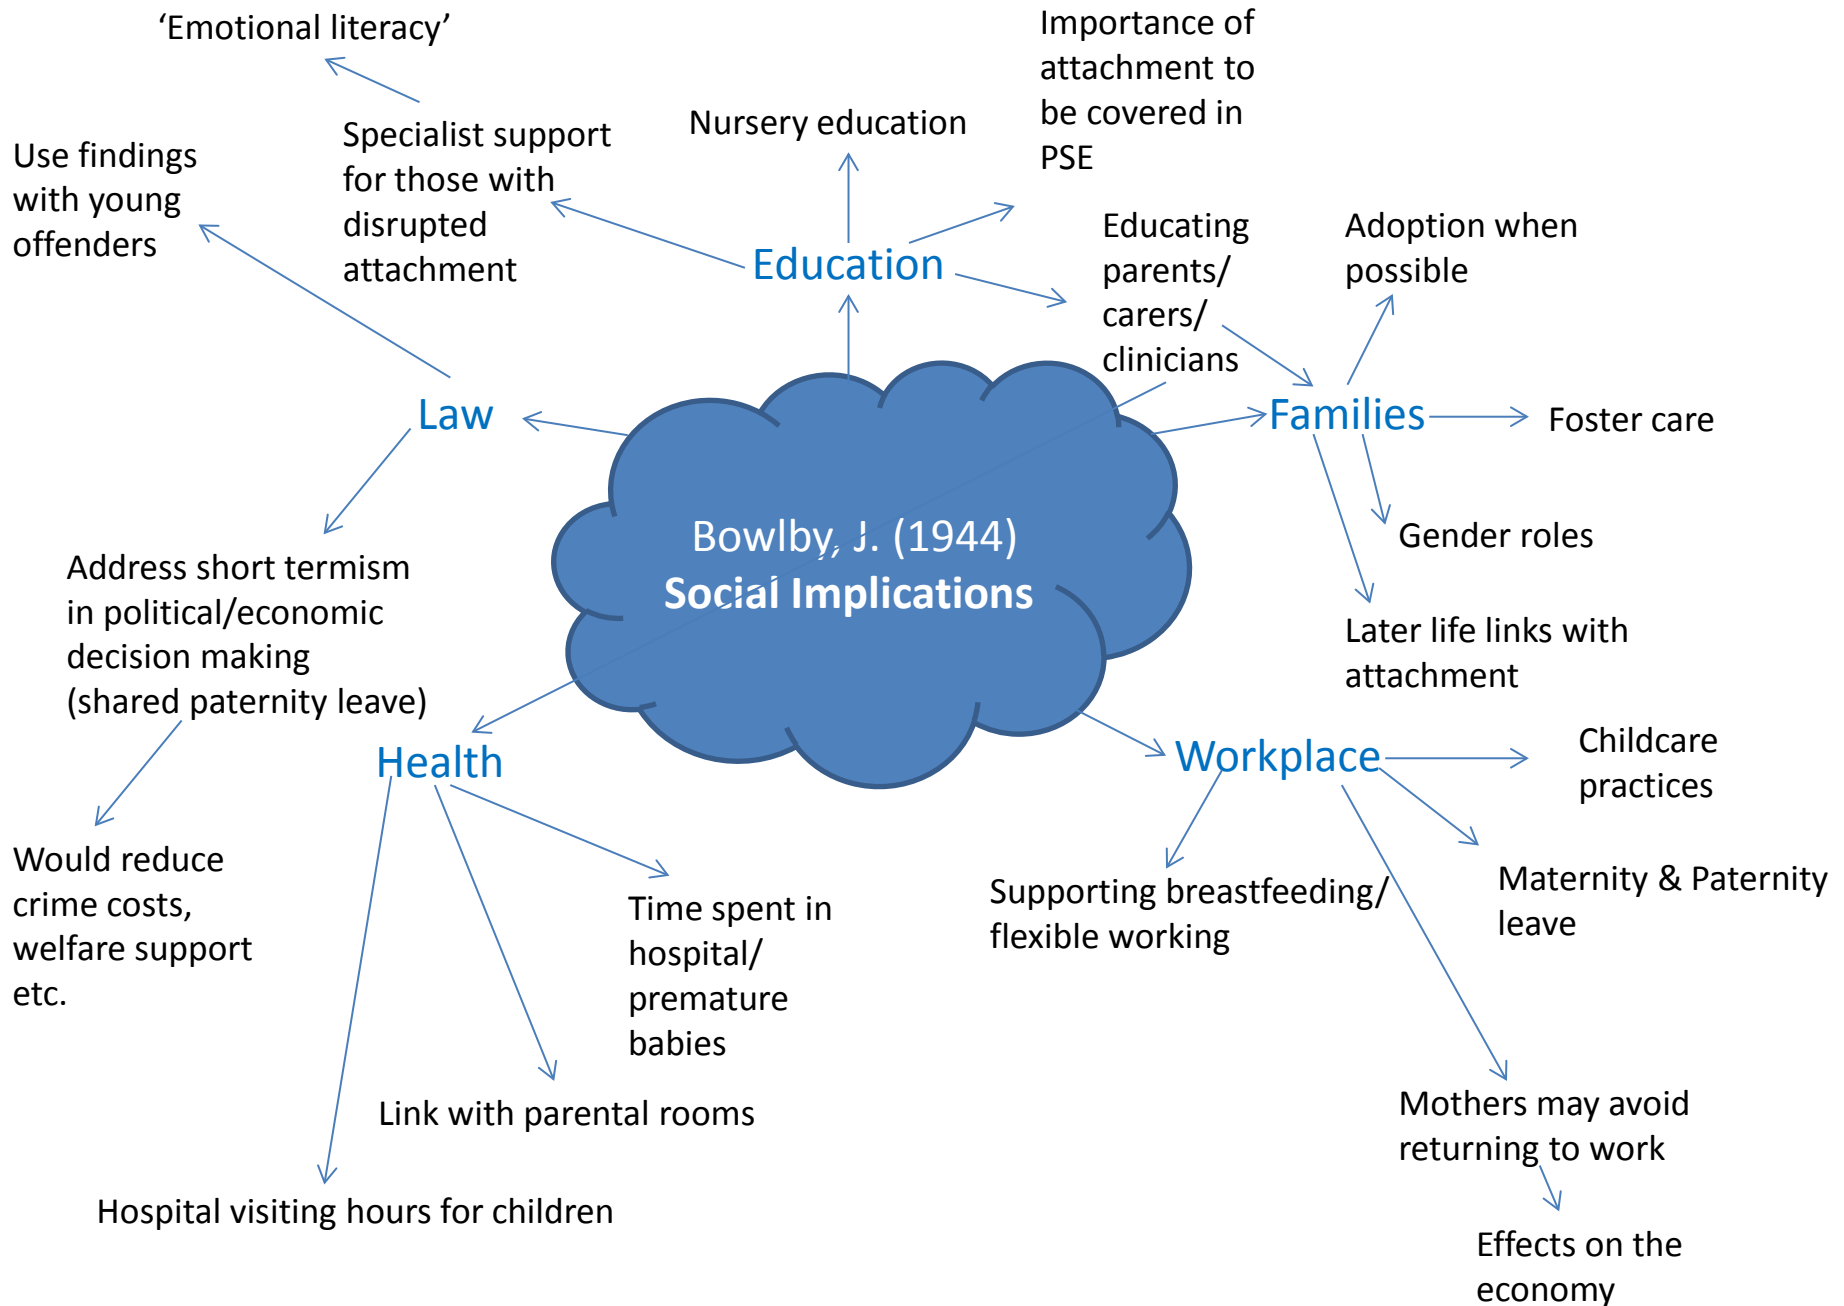 ‘Emotional literacy’
Importance of
attachment to
be covered in
PSE
Nursery education
Specialist support
for those with
disrupted
attachment
Use findings
with young
offenders
Educating
parents/
carers/
clinicians
Adoption when
possible
Education
Law
Families
Foster care
Bowlby, J. (1944)
Social Implications
Gender roles
Address short termism
in political/economic
decision making
(shared paternity leave)
Later life links with
attachment
Health
Workplace
Childcare
practices
Would reduce
crime costs,
welfare support
etc.
Time spent in
hospital/
premature
babies
Supporting breastfeeding/
flexible working
Maternity & Paternity
leave
Link with parental rooms
Mothers may avoid
returning to work
Hospital visiting hours for children
Effects on the
economy